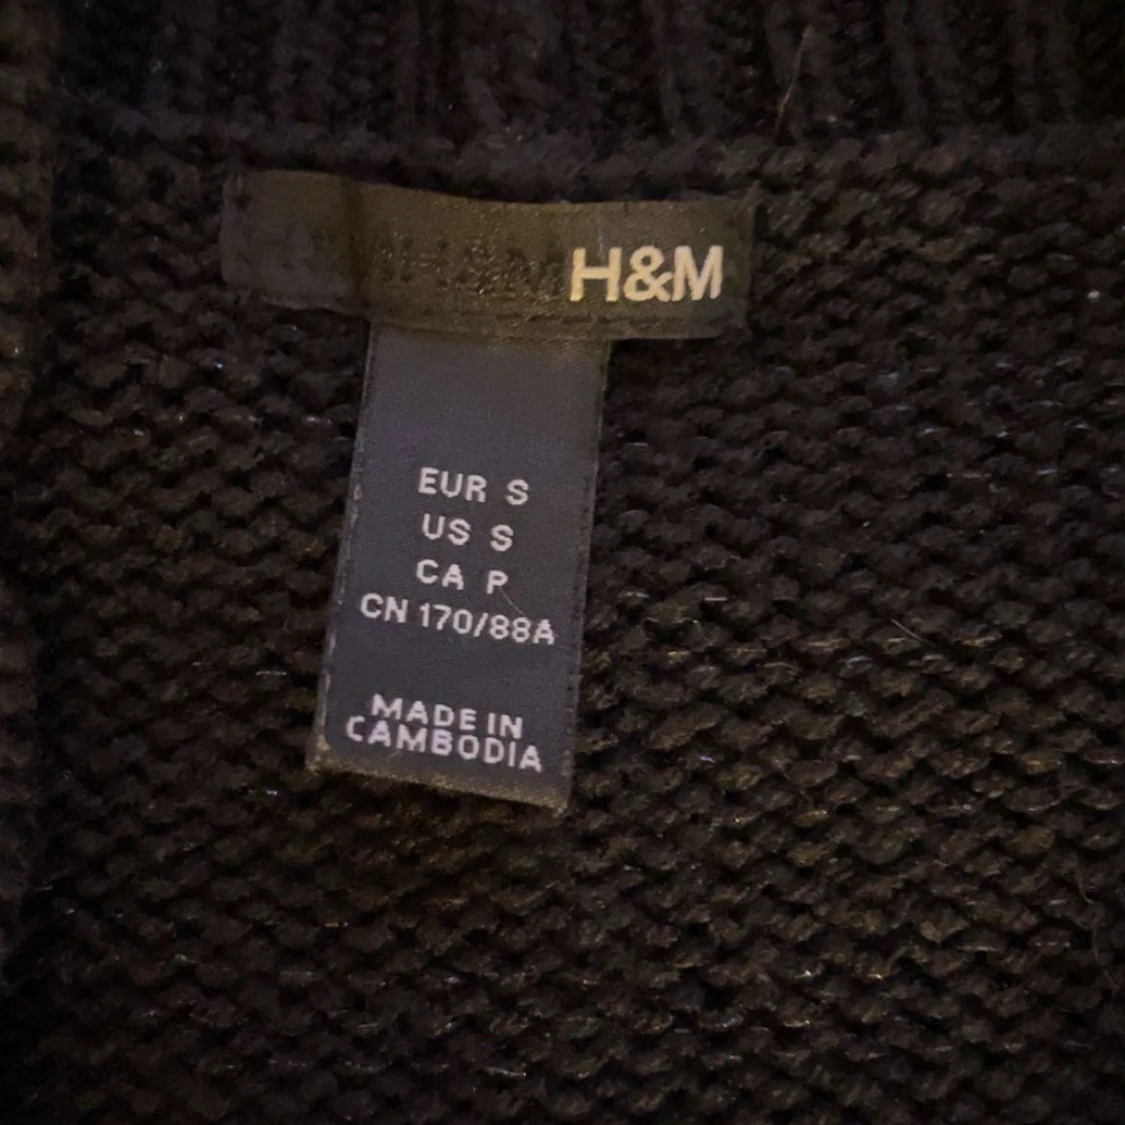 H&M
EUR S
US S
CA P
CN 170/88A
MADE IN
CAMBODIA